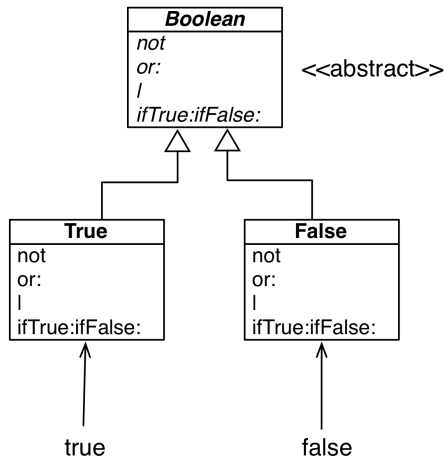 Boolean
not
or:
|
ifTrue:ifFalse:
<<abstract>>
True
not
or:
|
ifTrue:ifFalse:
False
not
or:
|
ifTrue:ifFalse:
true
false